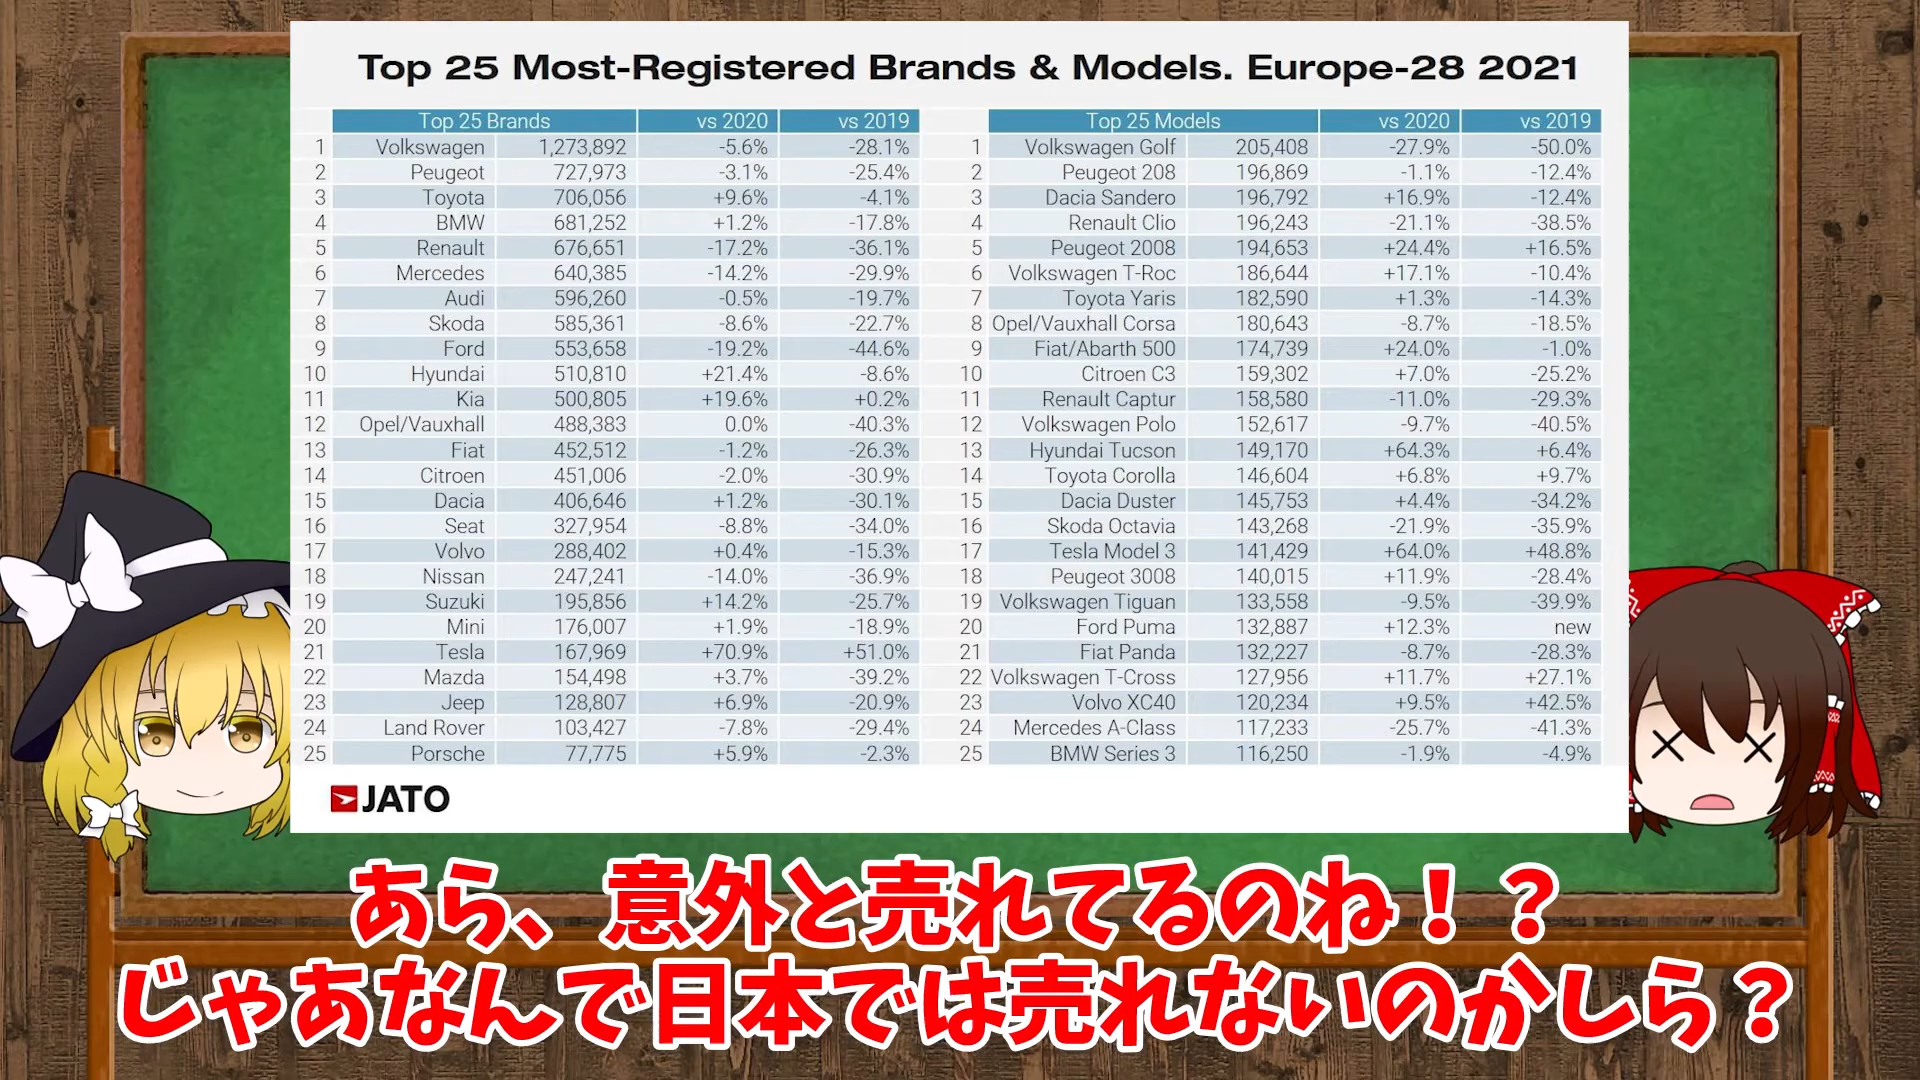 Top 25 Most-Registered Brands & Models. Europe-28 2021
Top 25 Brands vs 2020 vs 2019
1 Volkswagen 1,273,892 -5.6% -28.1%
2 Peugeot 727,973 -3.1% -25.4%
3 Toyota 706,056 +9.6% -4.1%
4 BMW 681,252 +1.2% -17.8%
5 Renault 676,651 -17.2% -36.1%
6 Mercedes 640,385 -14.2% -29.9%
7 Audi 596,260 -0.5% -19.7%
8 Skoda 585,361 -8.6% -22.7%
9 Ford 553,658 -19.2% -44.6%
10 Hyundai 510,810 +21.4% -8.6%
11 Kia 500,805 +19.6% +0.2%
12 Opel/Vauxhall 488,383 0.0% -40.3%
13 Fiat 452,512 -1.2% -26.3%
14 Citroen 451,006 -2.0% -30.9%
15 Dacia 406,646 +1.2% -30.1%
16 Seat 327,954 -8.8% -34.0%
17 Volvo 288,402 +0.4% -15.3%
18 Nissan 247,241 -14.0% -36.9%
19 Suzuki 195,856 +14.2% -25.7%
20 Mini 176,007 +1.9% -18.9%
21 Tesla 167,969 +70.9% +51.0%
22 Mazda 154,498 +3.7% -39.2%
23 Jeep 128,807 +6.9% -20.9%
24 Land Rover 103,427 -7.8% -29.4%
25 Porsche 77,775 +5.9% -2.3%
Top 25 Models vs 2020 vs 2019
1 Volkswagen Golf 205,408 -27.9% -50.0%
2 Peugeot 208 196,869 -1.1% -12.4%
3 Dacia Sandero 196,792 +16.9% -12.4%
4 Renault Clio 196,243 -21.1% -38.5%
5 Peugeot 2008 194,653 +24.4% +16.5%
6 Volkswagen T-Roc 186,644 +17.1% -10.4%
7 Toyota Yaris 182,590 +1.3% -14.3%
8 Opel/Vauxhall Corsa 180,643 -8.7% -18.5%
9 Fiat/Abarth 500 174,739 +24.0% -1.0%
10 Citroen C3 159,302 +7.0% -25.2%
11 Renault Captur 158,580 -11.0% -29.3%
12 Volkswagen Polo 152,617 -9.7% -40.5%
13 Hyundai Tucson 149,170 +64.3% +6.4%
14 Toyota Corolla 146,604 +6.8% +9.7%
15 Dacia Duster 145,753 +4.4% -34.2%
16 Skoda Octavia 143,268 -21.9% -35.9%
17 Tesla Model 3 141,429 +64.0% +48.8%
18 Peugeot 3008 140,015 +11.9% -28.4%
19 Volkswagen Tiguan 133,558 -9.5% -39.9%
20 Ford Puma 132,887 +12.3% new
21 Fiat Panda 132,227 -8.7% -28.3%
22 Volkswagen T-Cross 127,956 +11.7% +27.1%
23 Volvo XC40 120,234 +9.5% +42.5%
24 Mercedes A-Class 117,233 -25.7% -41.3%
25 BMW Series 3 116,250 -1.9% -4.9%
JATO
あら、意外と売れてるのね！？
じゃあなんで日本では売れないのかしら？